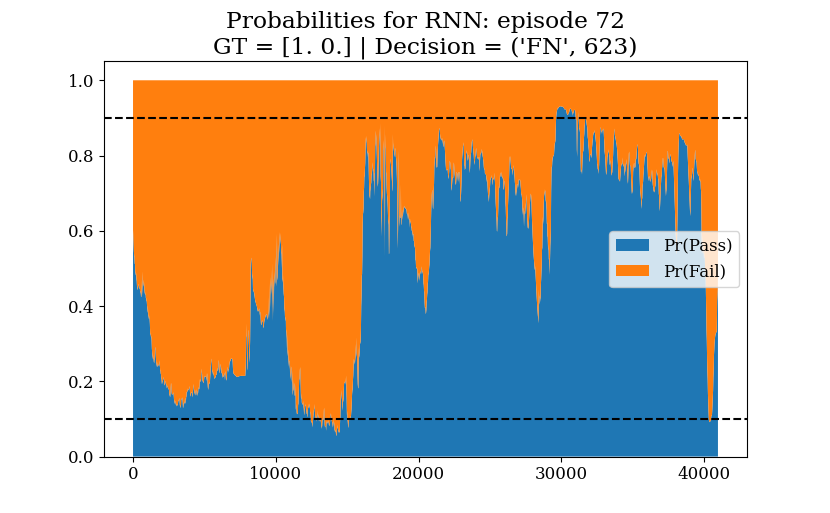 Probabilities for RNN: episode 72
GT = [1. 0.] | Decision = ('FN', 623)
1.0
0.8
0.6
0.4
0.2
0.0
Pr(Pass)
Pr(Fail)
0 10000 20000 30000 40000